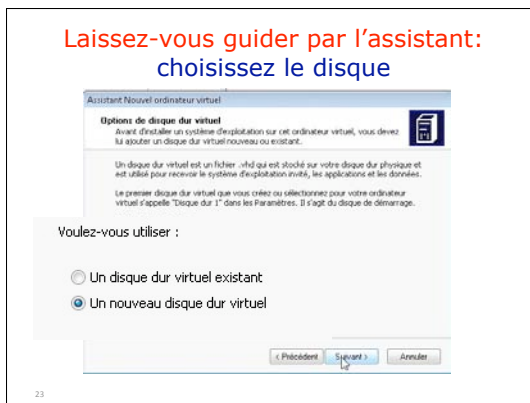 Laissez-vous guider par l'assistant:
choisissez le disque
Assistant Nouvel ordinateur virtuel
Options de disque dur virtuel
Avant d'installer un système d'exploitation sur cet ordinateur virtuel, vous devez
lui ajouter un disque dur virtuel nouveau ou existant.
Un disque dur virtuel est un fichier .vhd qui est stocké sur votre disque dur physique et
est utilisé pour recevoir le système d'exploitation invité, les applications et les données.
Le premier disque dur virtuel que vous créez ou sélectionnez pour votre ordinateur
virtuel s'appelle "Disque dur 1" dans les Paramètres. Il s'agit du disque de démarrage.
Voulez-vous utiliser :
Un disque dur virtuel existant
Un nouveau disque dur virtuel
< Précédent Suivant > Annuler
23